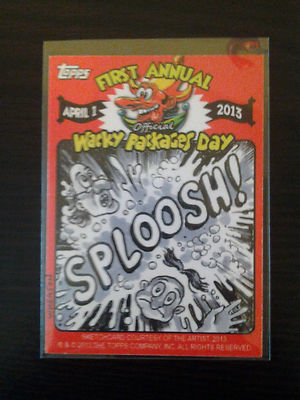 Topps
FIRST ANNUAL
APRIL 1
2013
Official
Wacky-Packages-Day
SPLOOSH!
SKETCHCARD COURTESY OF THE ARTIST, 2013.
THE TOPPS COMPANY, INC. ALL RIGHTS RESERVED.